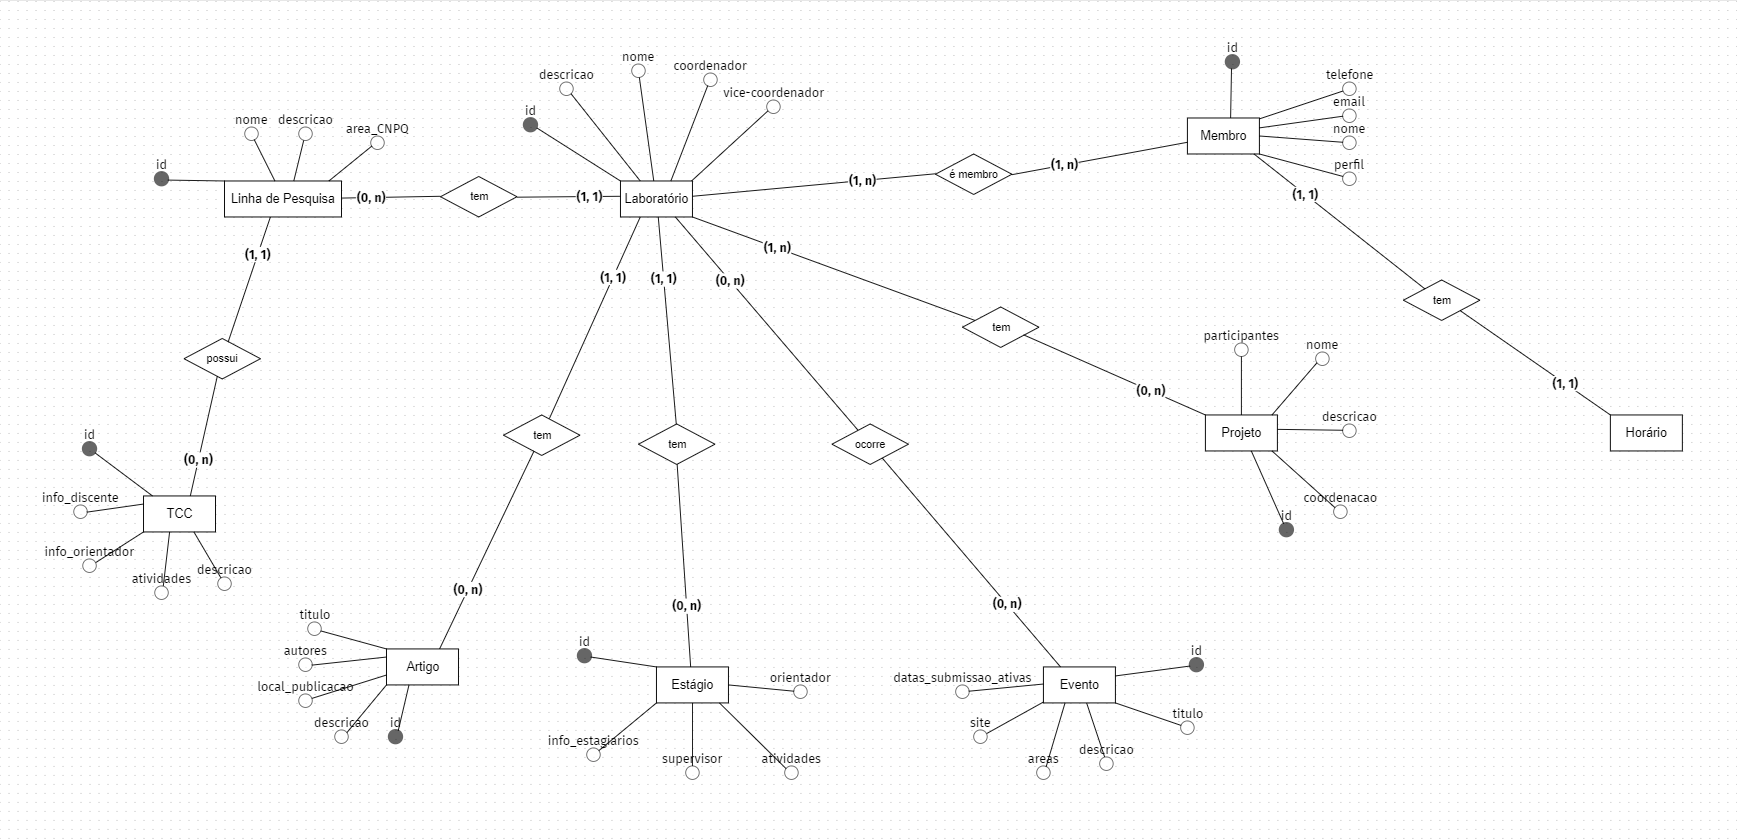 id
nome
descricao
area_CNPQ
Linha de Pesquisa
(0, n)
tem
(1, 1)
id
descricao
nome
coordenador
vice-coordenador
Laboratório
(1, n)
é membro
(1, n)
id
telefone
email
nome
perfil
Membro
(1, 1)
tem
(1, 1)
Horário
(1, 1)
possui
(0, n)
id
info_discente
info_orientador
atividades
descricao
TCC
(1, 1)
tem
(0, n)
titulo
autores
local_publicacao
descricao
id
Artigo
(1, 1)
tem
(0, n)
id
orientador
Estágio
info_estagiarios
supervisor
atividades
(0, n)
ocorre
(0, n)
id
datas_submissao_ativas
Evento
site
areas
descricao
titulo
(1, n)
tem
(0, n)
participantes
nome
descricao
Projeto
coordenacao
id